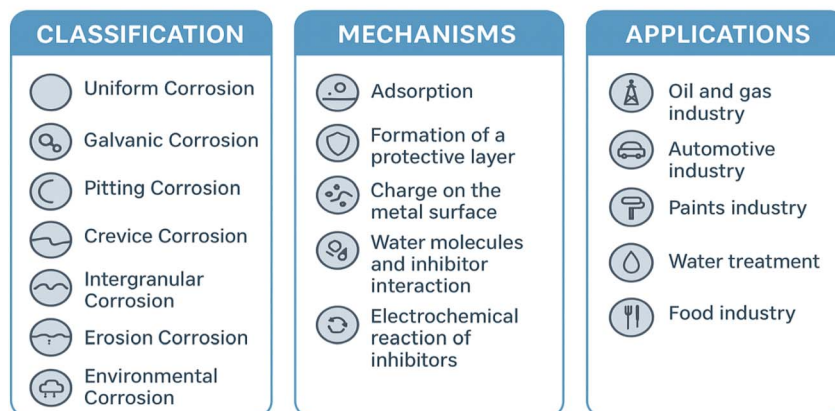 CLASSIFICATION
Uniform Corrosion
Galvanic Corrosion
Pitting Corrosion
Crevice Corrosion
Intergranular
Corrosion
Erosion Corrosion
Environmental
Corrosion
MECHANISMS
Adsorption
Formation of a
protective layer
Charge on the
metal surface
Water molecules
and inhibitor
interaction
Electrochemical
reaction of
inhibitors
APPLICATIONS
Oil and gas
industry
Automotive
industry
Paints industry
Water treatment
Food industry